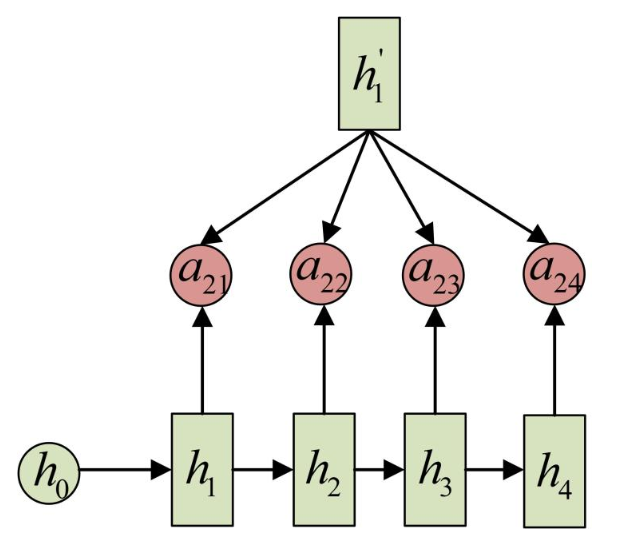 h'₁
a₂₁ a₂₂ a₂₃ a₂₄
h₀ h₁ h₂ h₃ h₄